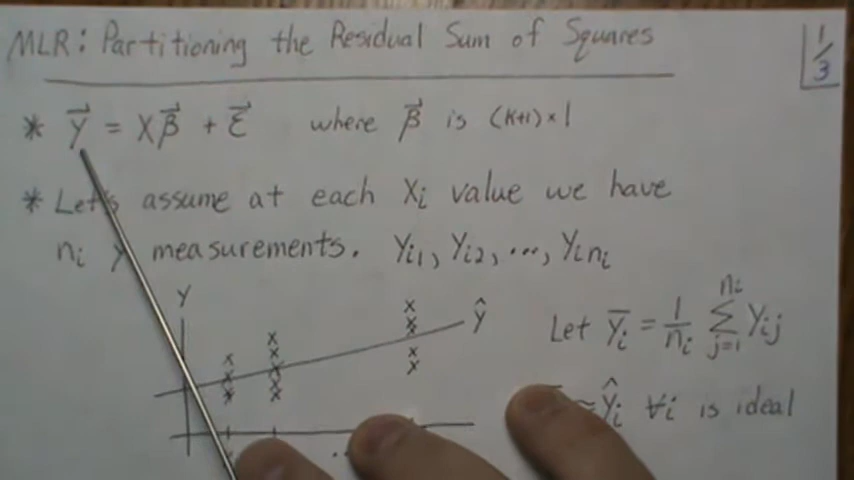 MLR: Partitioning the Residual Sum of Squares
1/3
* y⃗ = Xβ⃗ + ε⃗ where β⃗ is (k+1)×1
* Let's assume at each Xi value we have
ni y measurements. Yi1, Yi2, ..., Yini
Y
Ŷ
Let Ȳi = 1/ni Σ_{j=1}^{ni} Yij
≈ Ŷi ∀i is ideal